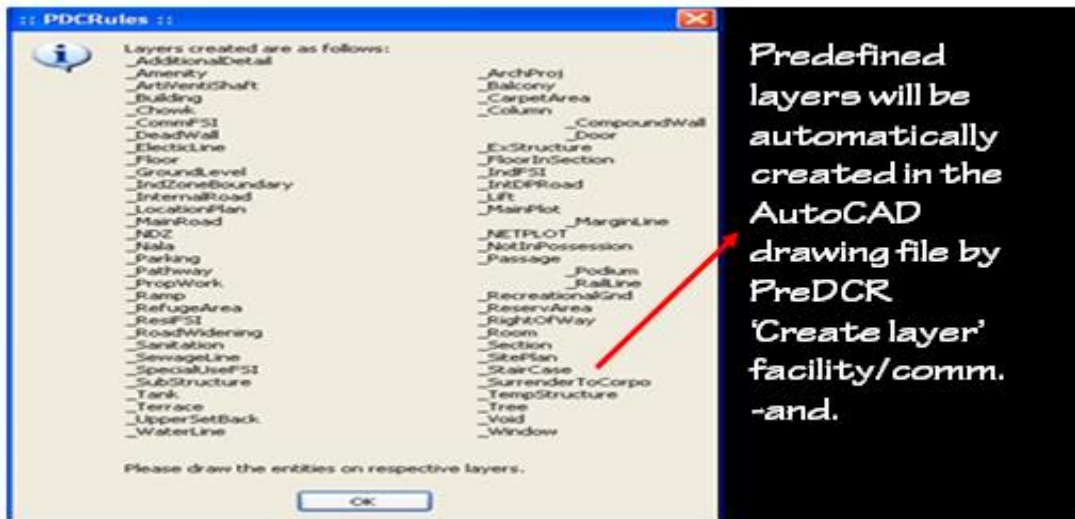 :: PDCRules ::
Layers created are as follows:
_AdditionalDetail
_Amenity _ArchProj
_ArtiVentiShaft _Balcony
_Building _CarpetArea
_Chowk _Column
_CommFSI _CompoundWall
_DeadWall _Door
_ElecticLine _ExStructure
_Floor _FloorInSection
_GroundLevel _IndFSI
_IndZoneBoundary _IntDPRoad
_InternalRoad _Lift
_LocationPlan _MainPlot
_MainRoad _MarginLine
_NDZ _NETPLOT
_Nala _NotInPossession
_Parking _Passage
_Pathway _Podium
_PropWork _RailLine
_Ramp _RecreationalGnd
_RefugeArea _ReservArea
_ResiFSI _RightOfWay
_RoadWidening _Room
_Sanitation _Section
_SewageLine _SitePlan
_SpecialUseFSI _StairCase
_SubStructure _SurrenderToCorpo
_Tank _TempStructure
_Terrace _Tree
_UpperSetBack _Void
_WaterLine _Window
Please draw the entities on respective layers.
OK
Predefined
layers will be
automatically
created in the
AutoCAD
drawing file by
PreDCR
‘Create layer’
facility/comm.
-and.